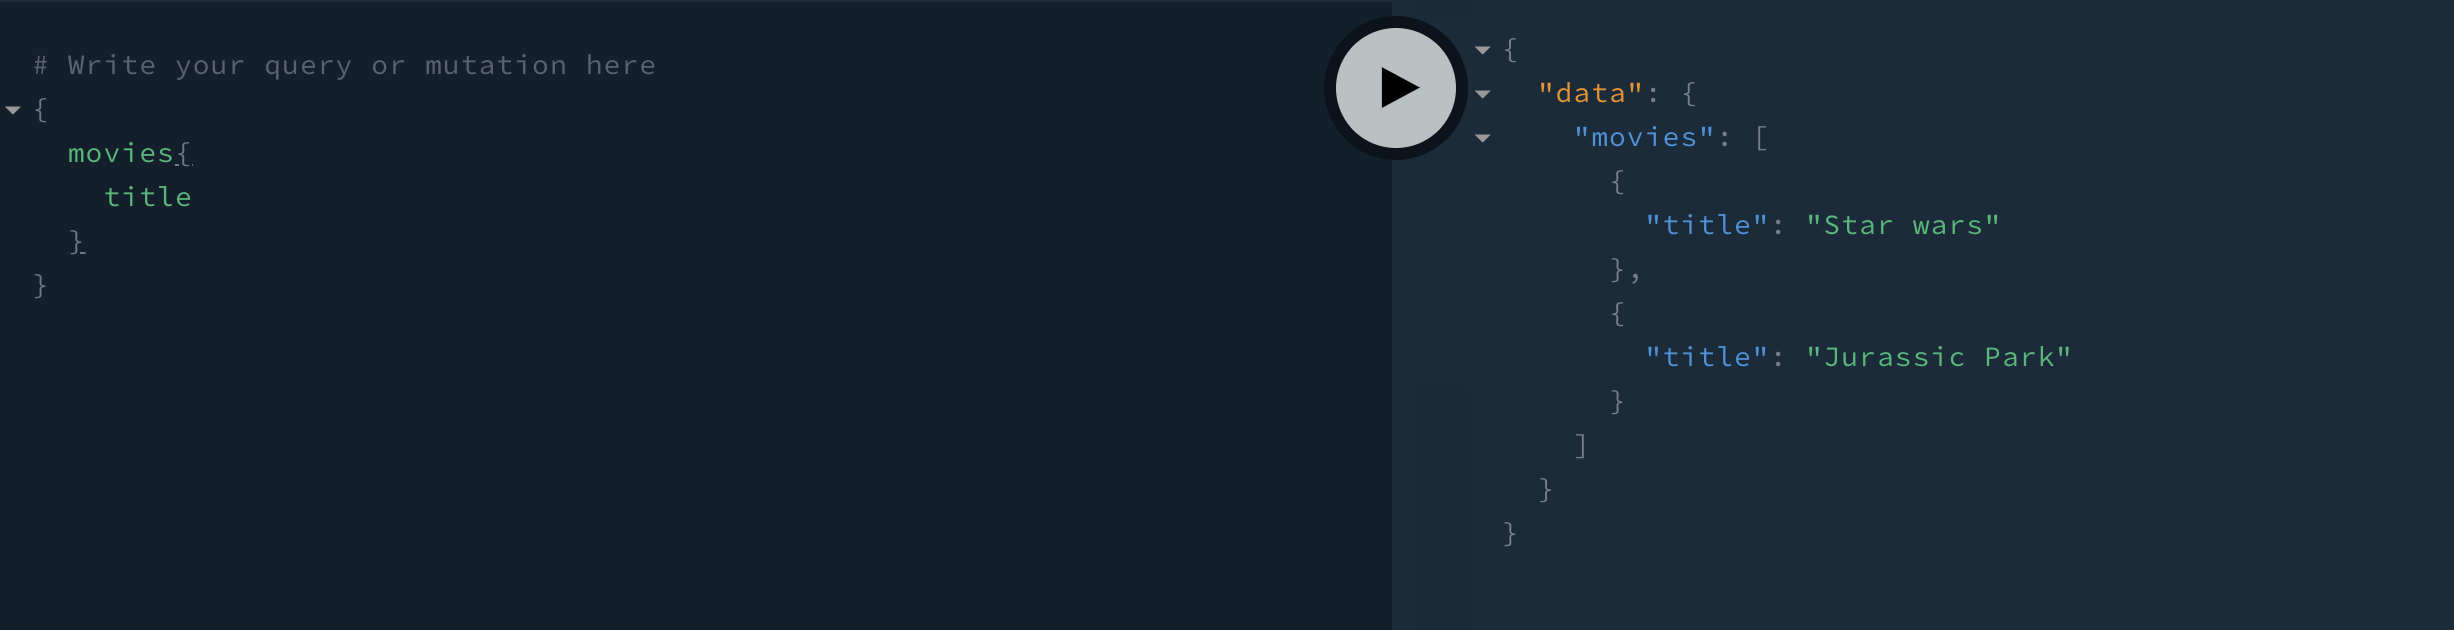 # Write your query or mutation here
{
  movies{
    title
  }
}
{
  "data": {
    "movies": [
      {
        "title": "Star wars"
      },
      {
        "title": "Jurassic Park"
      }
    ]
  }
}